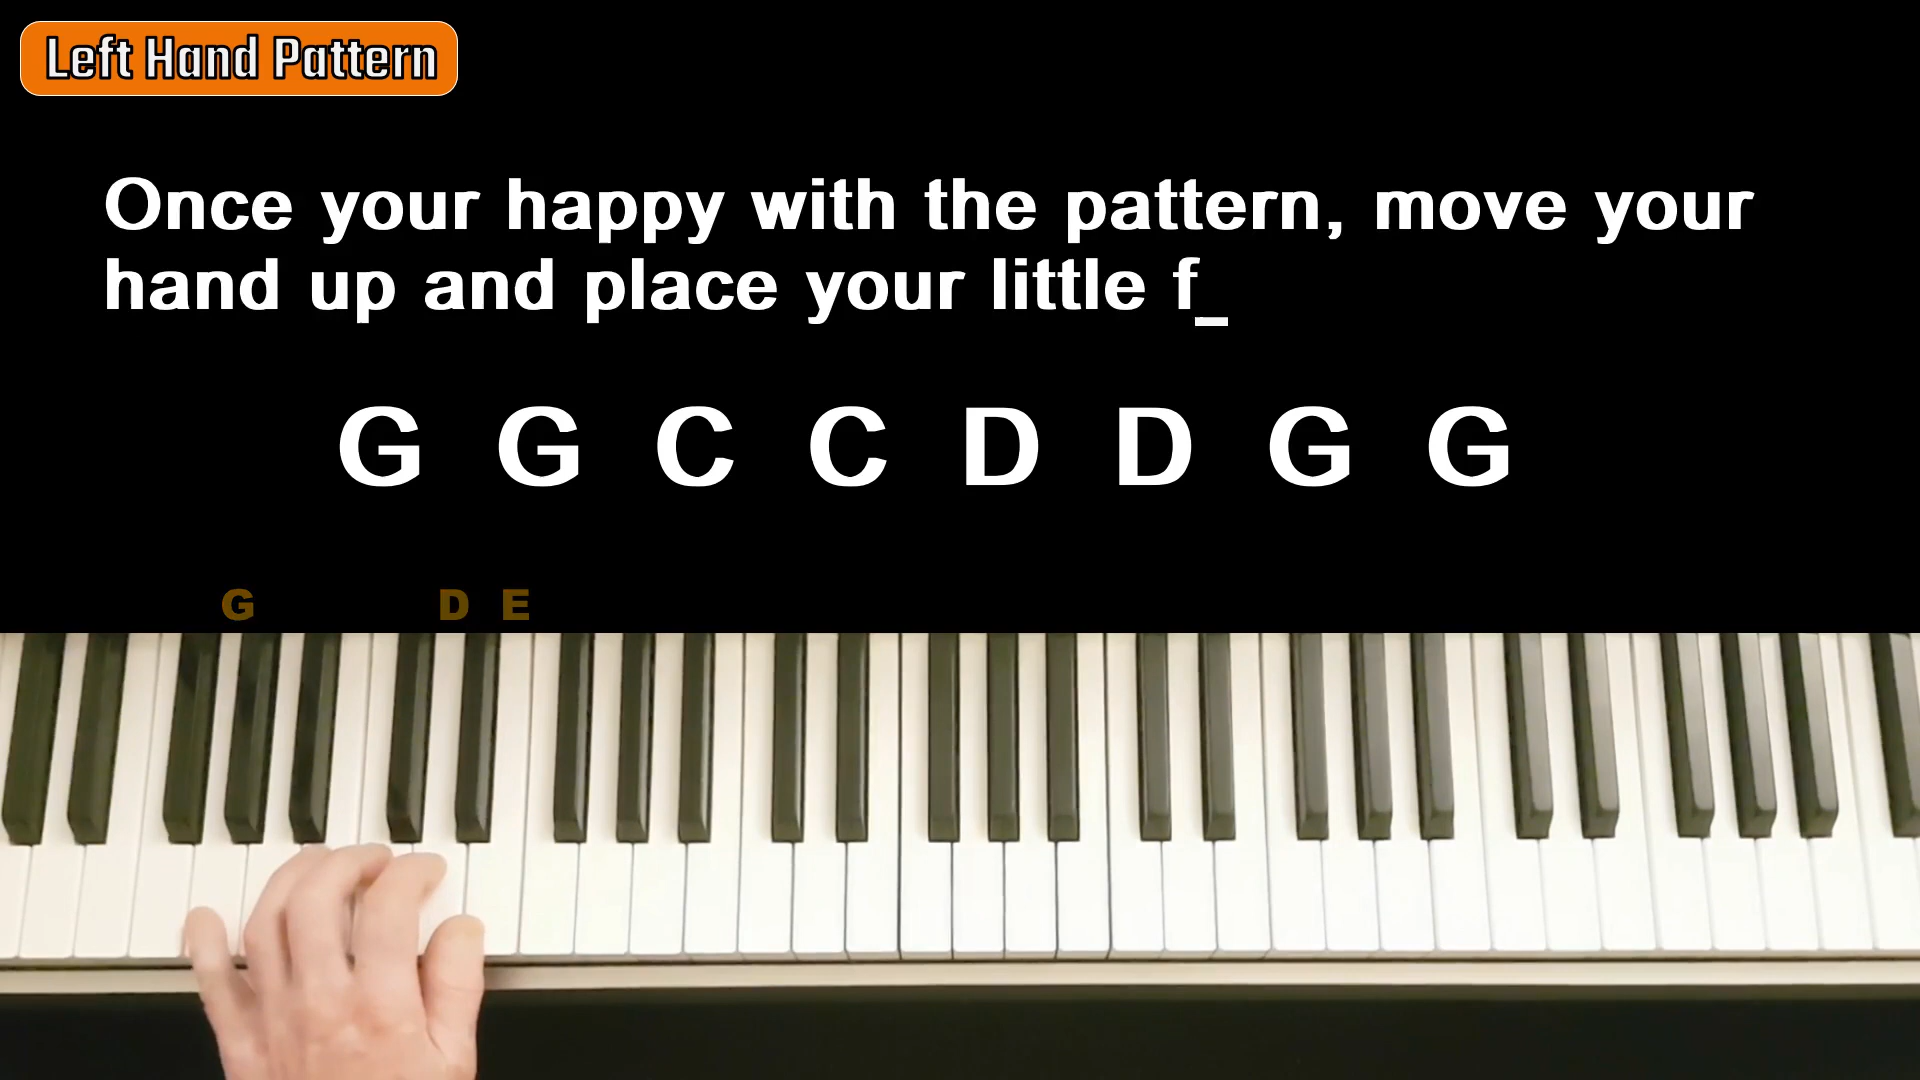 Left Hand Pattern
Once your happy with the pattern, move your
hand up and place your little f_
G G C C D D G G
G D E